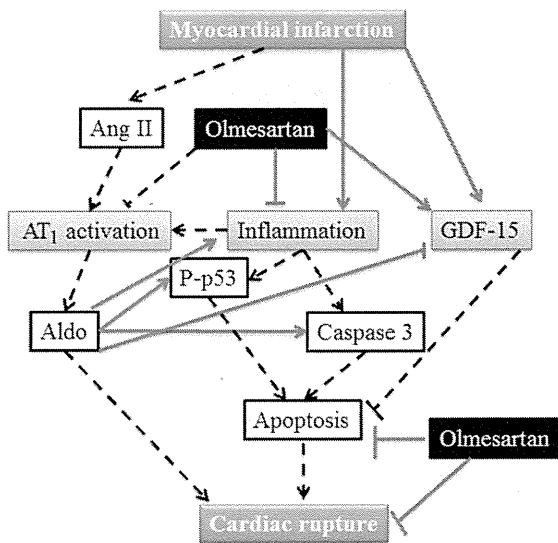 Myocardial infarction
Ang II
Olmesartan
AT1 activation
Inflammation
GDF-15
P-p53
Aldo
Caspase 3
Apoptosis
Olmesartan
Cardiac rupture